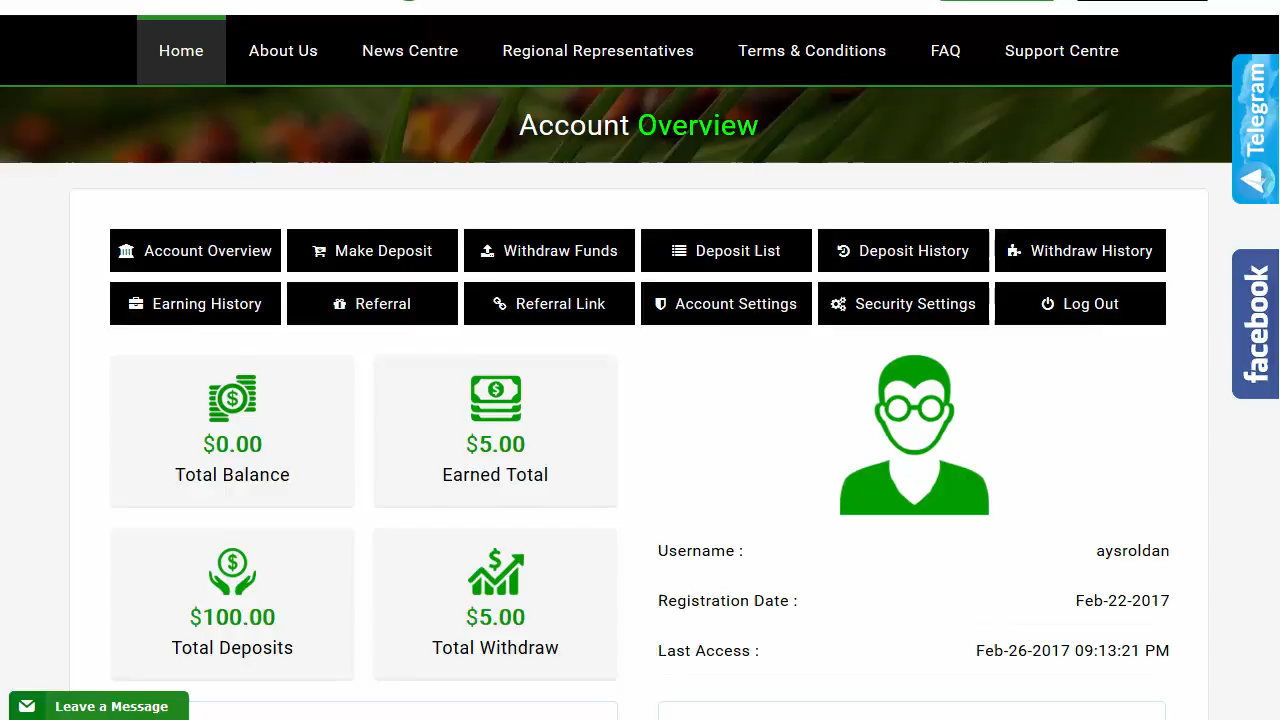 Home About Us News Centre Regional Representatives Terms & Conditions FAQ Support Centre
Account Overview
Telegram
facebook
Account Overview Make Deposit Withdraw Funds Deposit List Deposit History Withdraw History
Earning History Referral Referral Link Account Settings Security Settings Log Out
$0.00
Total Balance
$5.00
Earned Total
$100.00
Total Deposits
$5.00
Total Withdraw
Username : aysroldan
Registration Date : Feb-22-2017
Last Access : Feb-26-2017 09:13:21 PM
Leave a Message